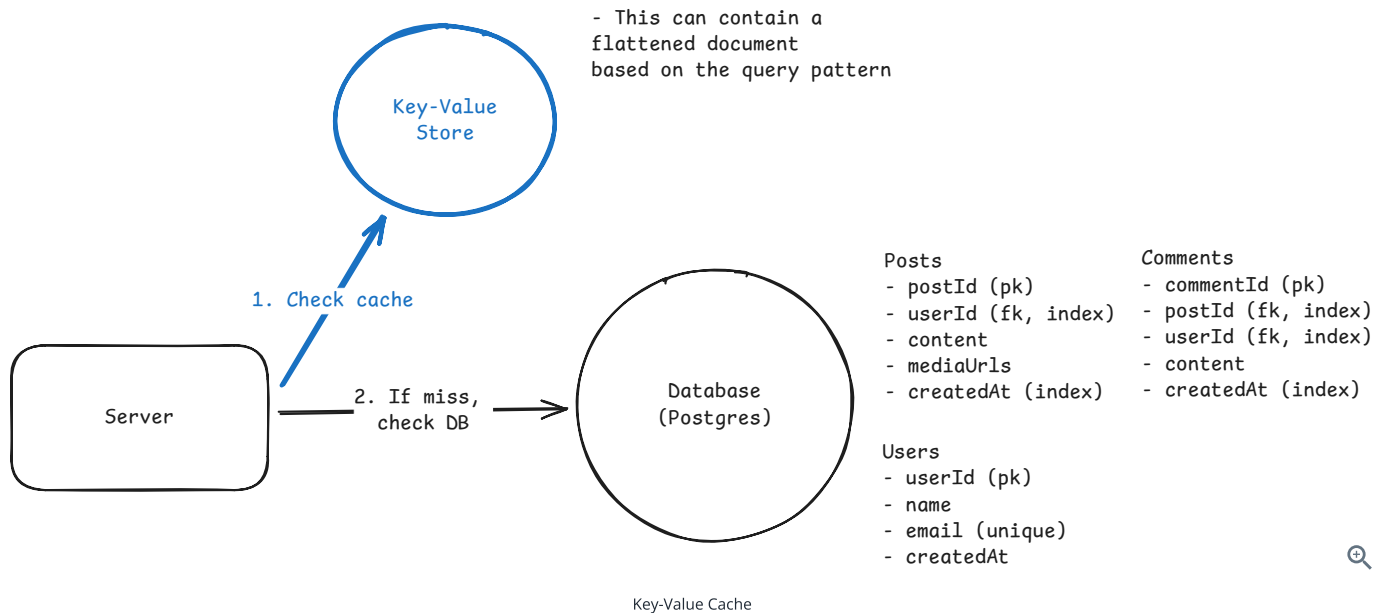 - This can contain a
flattened document
based on the query pattern
Key-Value
Store
1. Check cache
Server
2. If miss,
check DB
Database
(Postgres)
Posts
- postId (pk)
- userId (fk, index)
- content
- mediaUrls
- createdAt (index)
Comments
- commentId (pk)
- postId (fk, index)
- userId (fk, index)
- content
- createdAt (index)
Users
- userId (pk)
- name
- email (unique)
- createdAt
Key-Value Cache